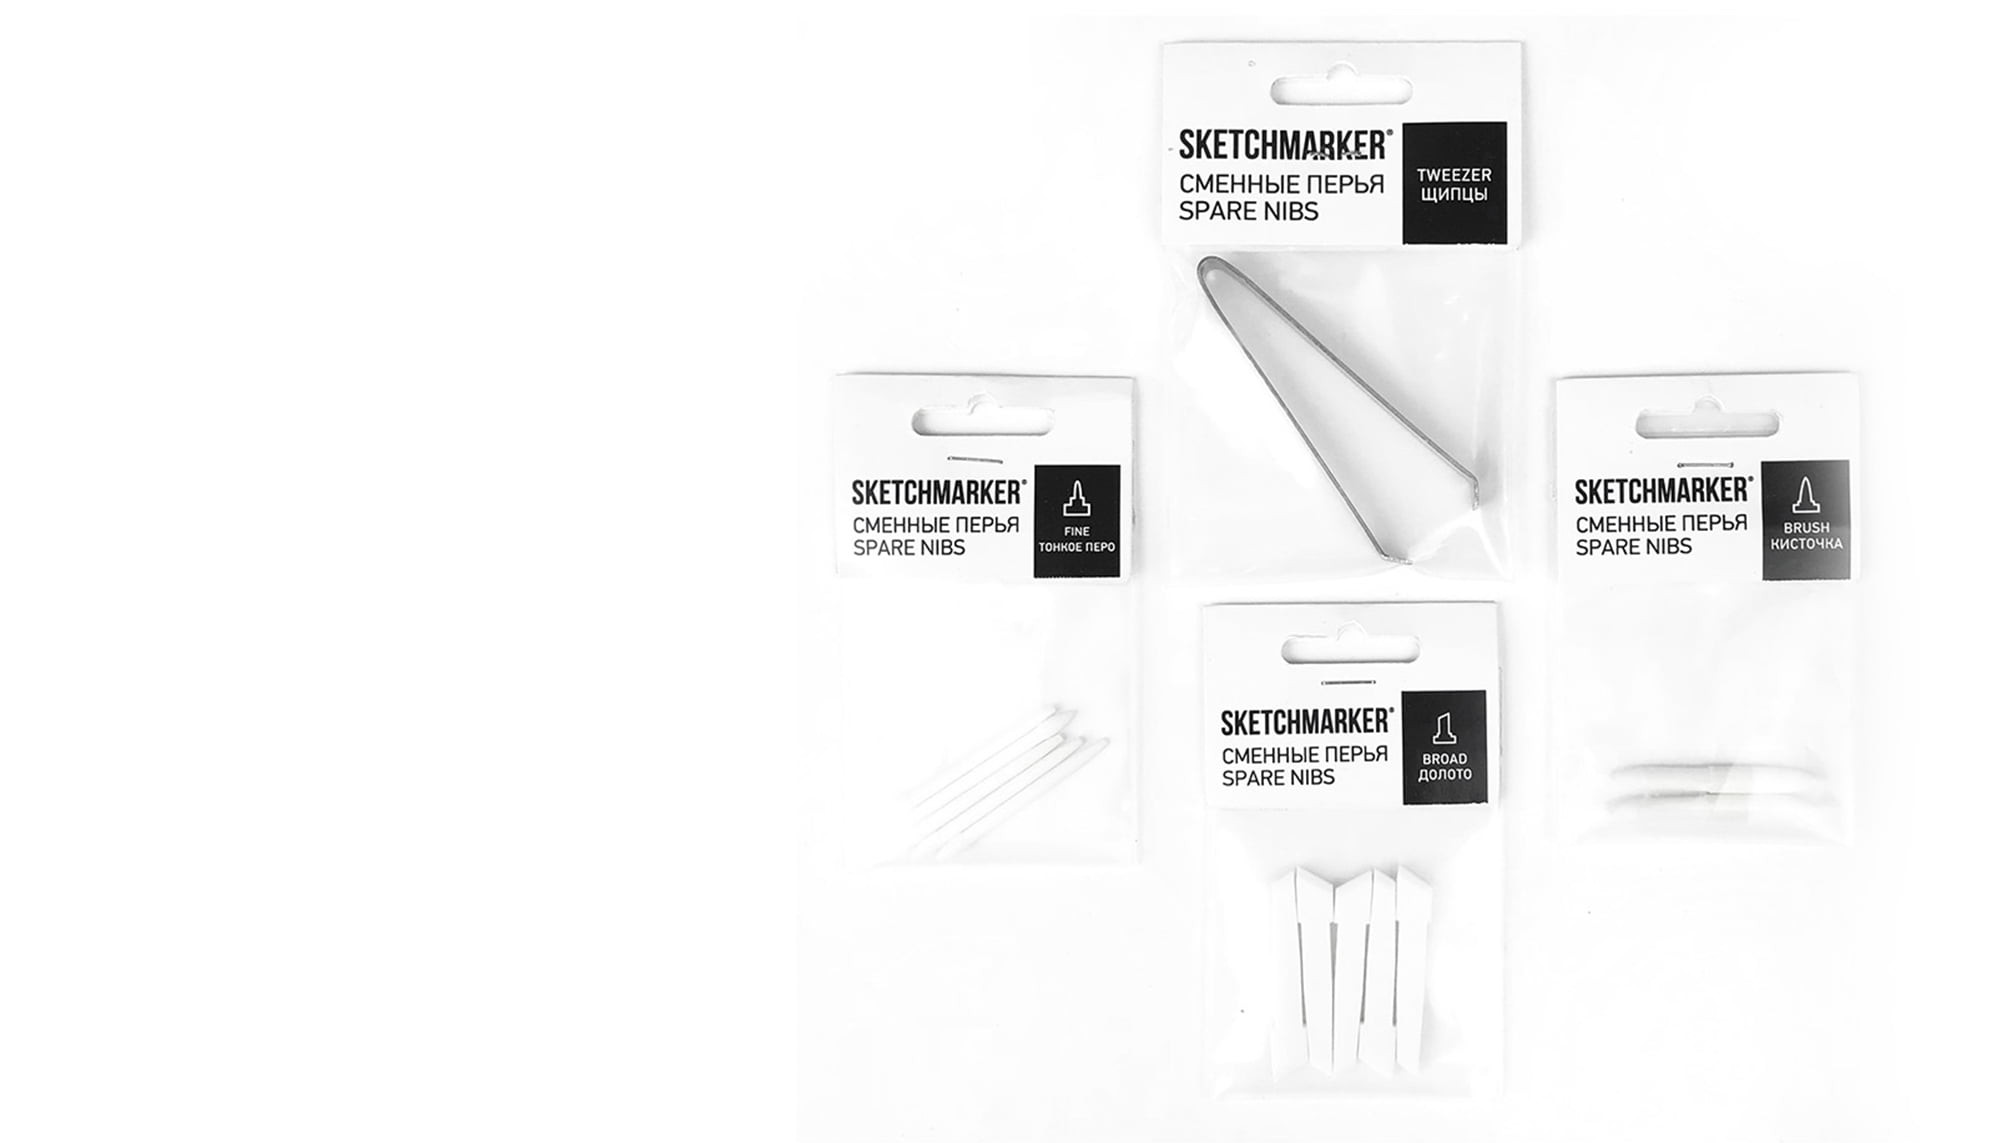 SKETCHMARKER®
СМЕННЫЕ ПЕРЬЯ
SPARE NIBS
TWEEZER
ЩИПЦЫ
SKETCHMARKER®
СМЕННЫЕ ПЕРЬЯ
SPARE NIBS
FINE
ТОНКОЕ ПЕРО
SKETCHMARKER®
СМЕННЫЕ ПЕРЬЯ
SPARE NIBS
BRUSH
КИСТОЧКА
SKETCHMARKER®
СМЕННЫЕ ПЕРЬЯ
SPARE NIBS
BROAD
ДОЛОТО